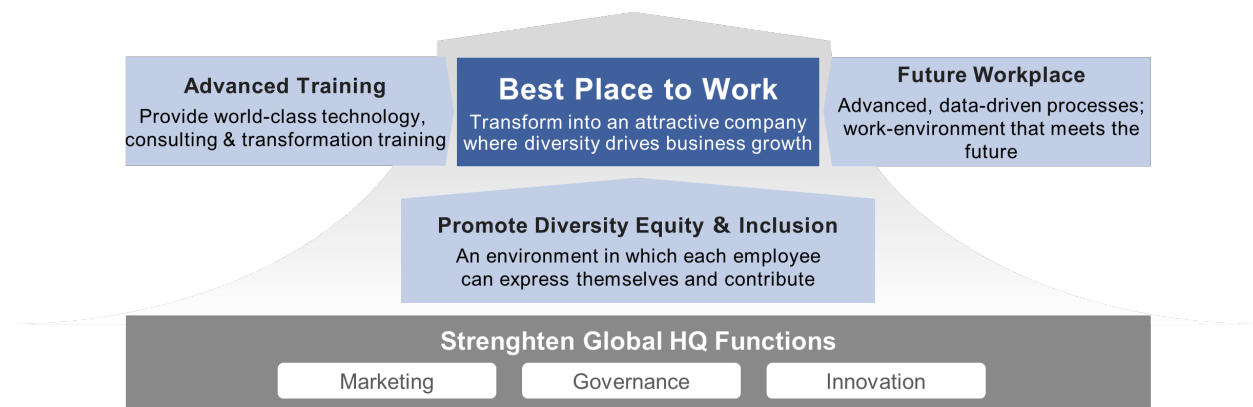 Advanced Training
Provide world-class technology,
consulting & transformation training
Best Place to Work
Transform into an attractive company
where diversity drives business growth
Future Workplace
Advanced, data-driven processes;
work-environment that meets the
future
Promote Diversity Equity & Inclusion
An environment in which each employee
can express themselves and contribute
Strenghten Global HQ Functions
Marketing
Governance
Innovation